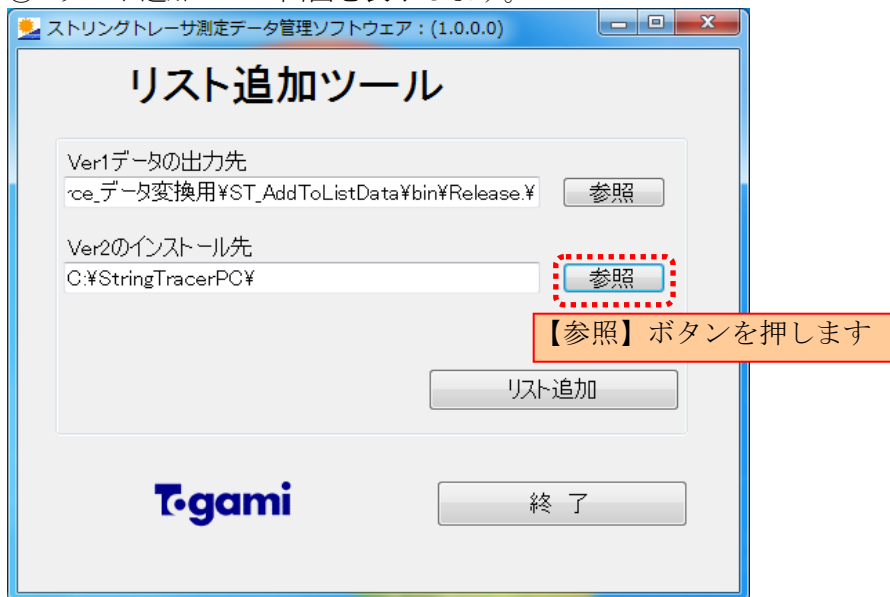 ストリングトレーサ測定データ管理ソフトウェア：(1.0.0.0)
リスト追加ツール
Ver1データの出力先
ce_データ変換用¥ST_AddToListData¥bin¥Release.¥
参照
Ver2のインストール先
C:¥StringTracerPC¥
参照
【参照】ボタンを押します
リスト追加
Togami
終 了